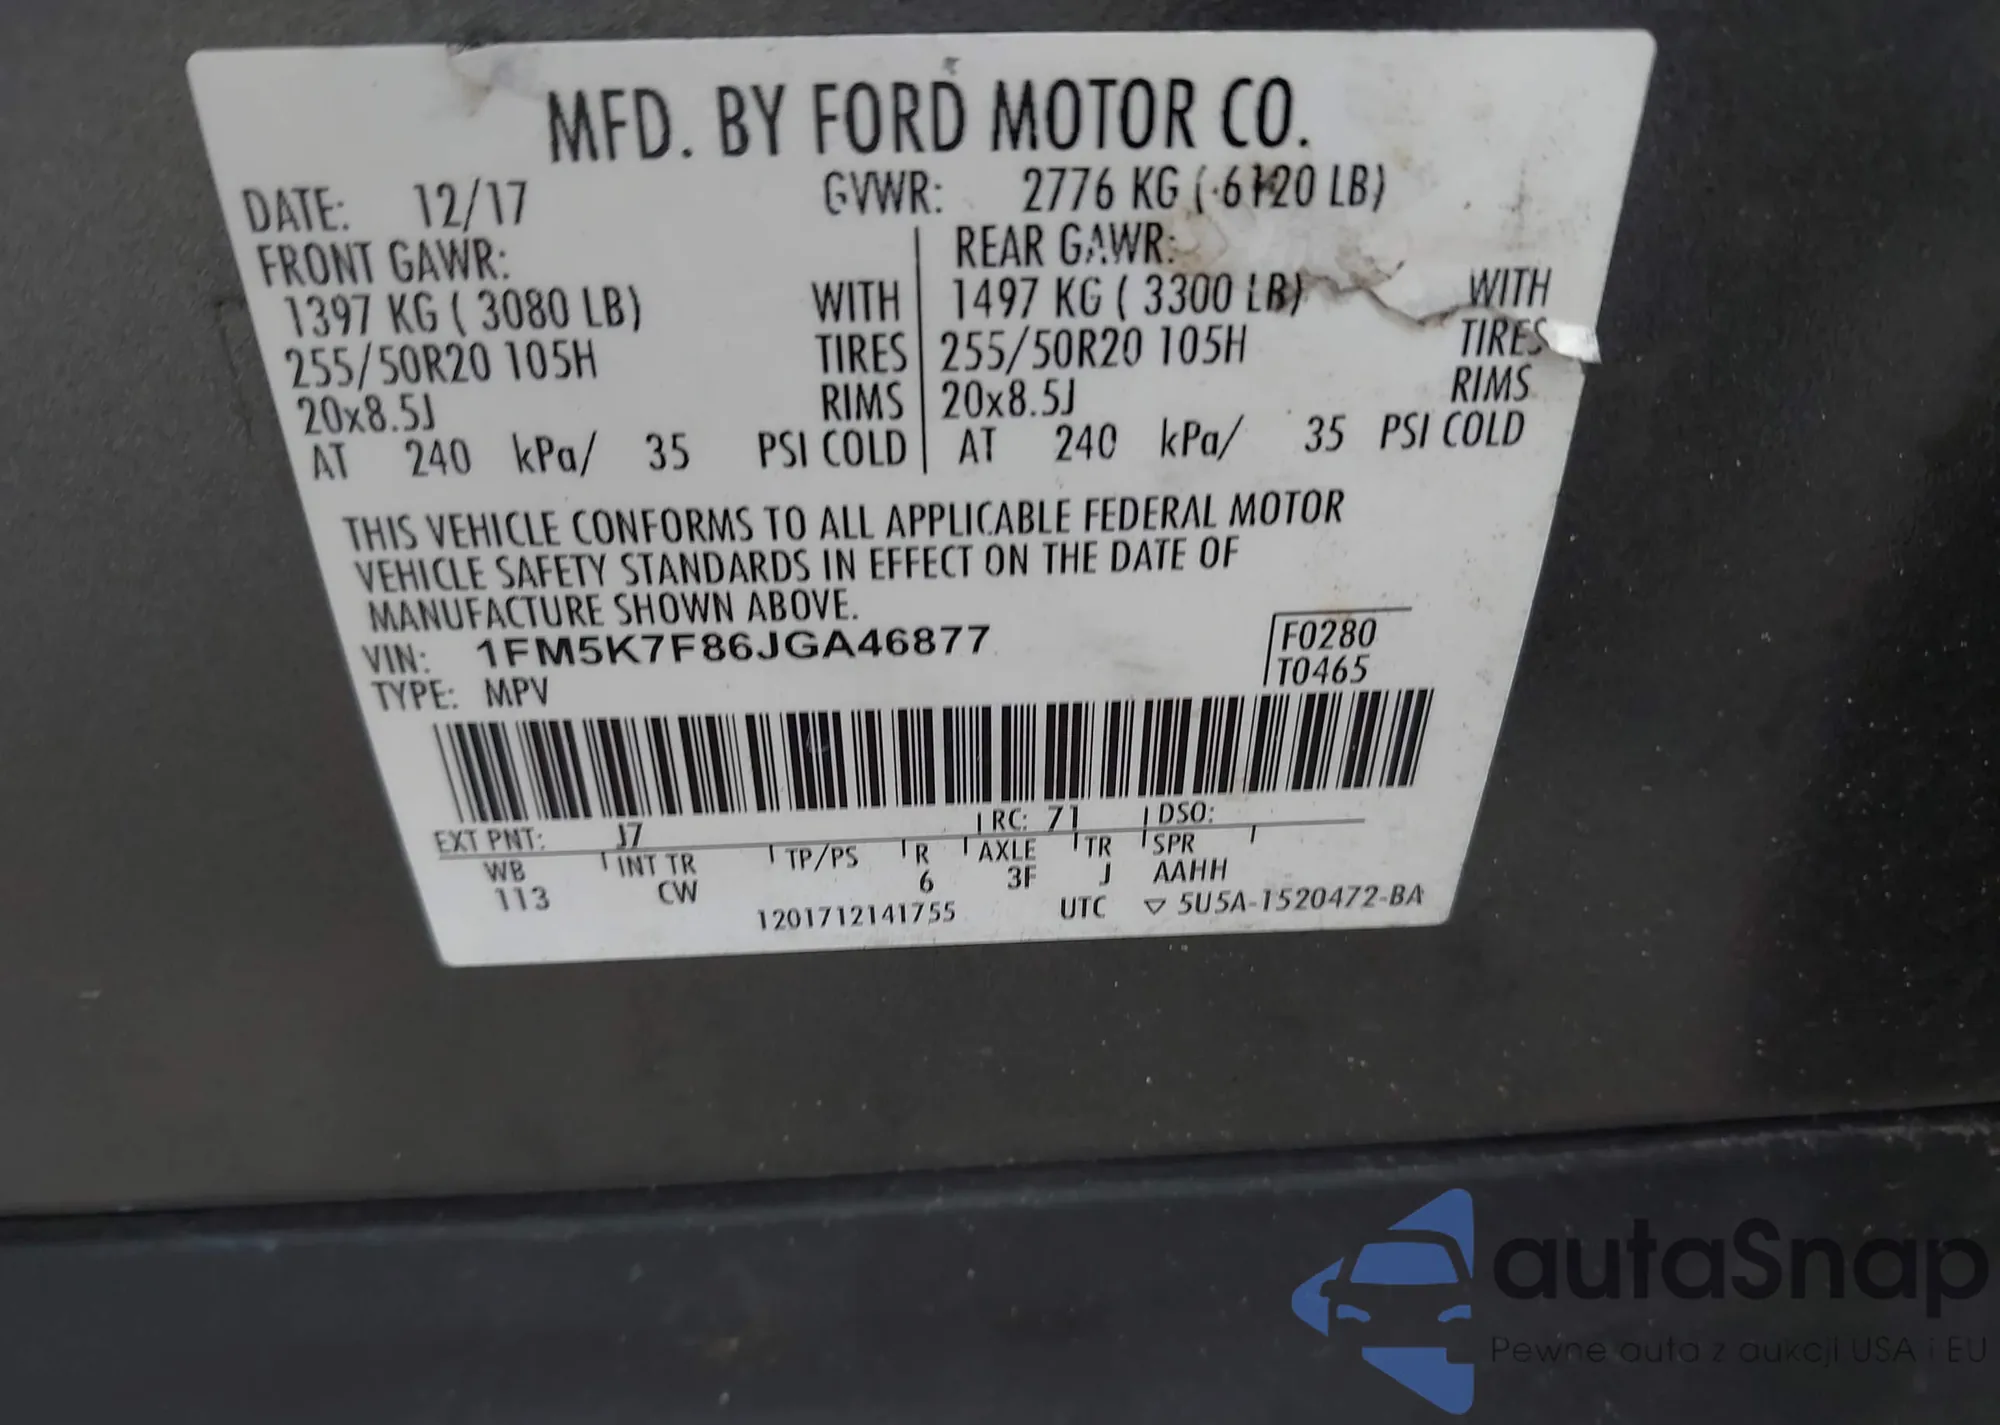 MFD. BY FORD MOTOR CO.
DATE: 12/17 GVWR: 2776 KG ( 6120 LB)
FRONT GAWR: REAR GAWR:
1397 KG ( 3080 LB) WITH 1497 KG ( 3300 LB) WITH
255/50R20 105H TIRES 255/50R20 105H TIRES
20x8.5J RIMS 20x8.5J RIMS
AT 240 kPa/ 35 PSI COLD AT 240 kPa/ 35 PSI COLD
THIS VEHICLE CONFORMS TO ALL APPLICABLE FEDERAL MOTOR
VEHICLE SAFETY STANDARDS IN EFFECT ON THE DATE OF
MANUFACTURE SHOWN ABOVE.
VIN: 1FM5K7F86JGA46877 F0280
TYPE: MPV T0465
EXT PNT: J7 RC: 71 DSO:
WB INT TR TP/PS R AXLE TR SPR
113 CW 6 3F J AAHH
1201712141755 UTC ▽ 5U5A-1520472-BA
autaSnap
Pewne auta z aukcji USA i EU